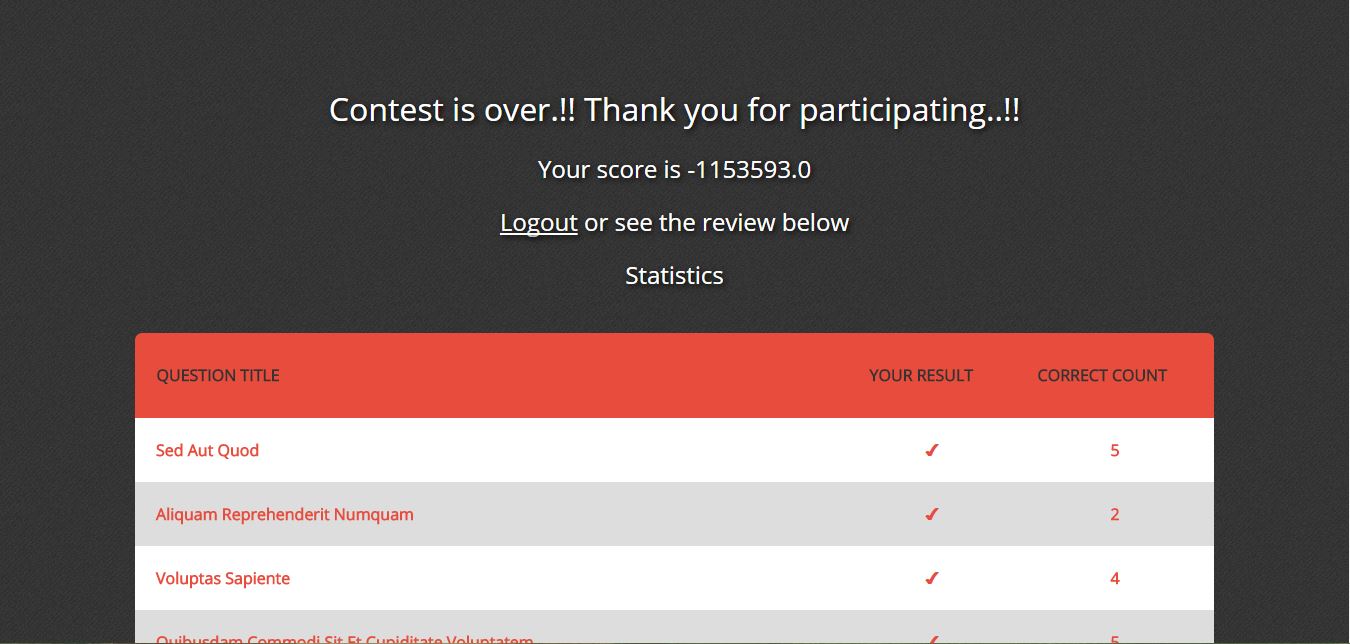 Contest is over.!! Thank you for participating..!!
Your score is -1153593.0
Logout or see the review below
Statistics
QUESTION TITLE YOUR RESULT CORRECT COUNT
Sed Aut Quod ✔ 5
Aliquam Reprehenderit Numquam ✔ 2
Voluptas Sapiente ✔ 4
Quibusdam Commodi Sit Et Cupiditate Voluptatem ✔ 5